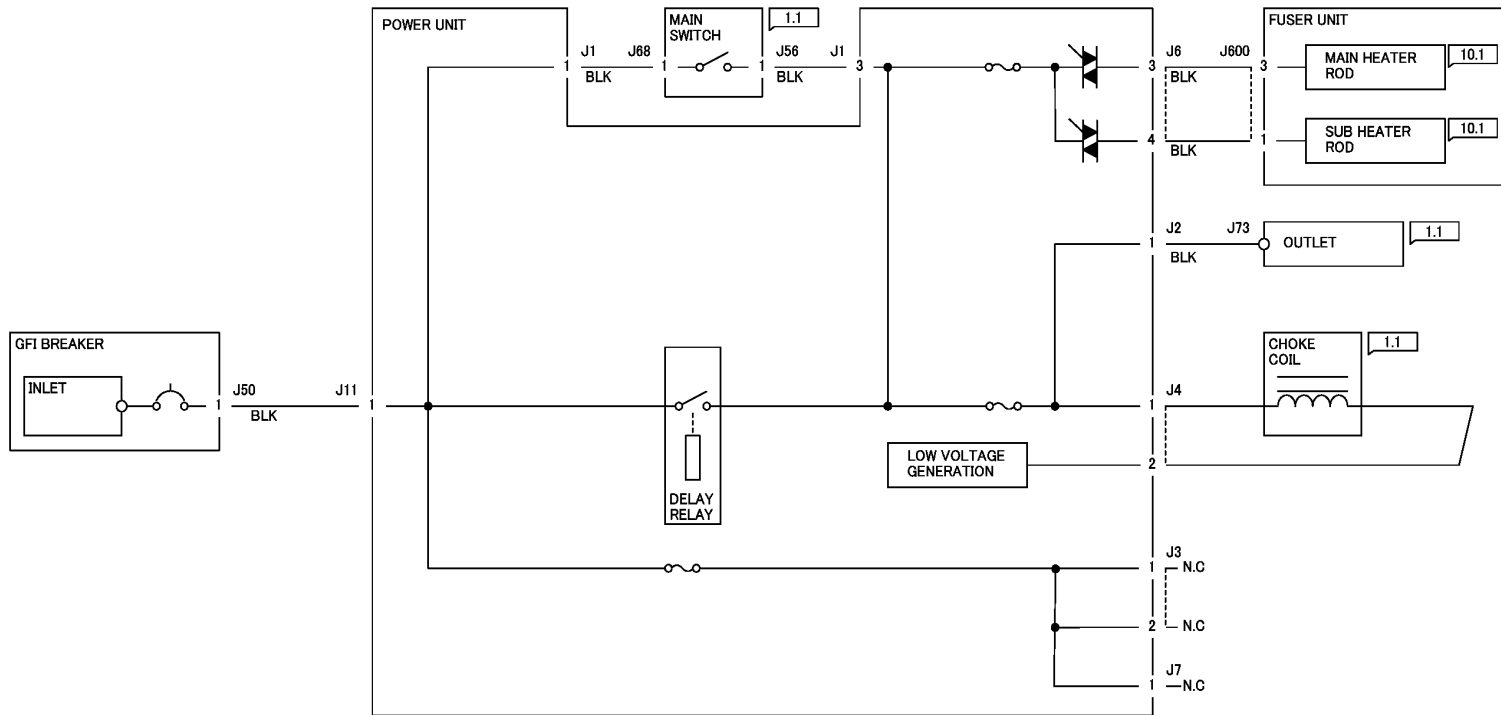 POWER UNIT
MAIN
SWITCH
1.1
FUSER UNIT
J1
J68
J56
J1
J6
J600
1
1
1
3
3
3
BLK
BLK
BLK
MAIN HEATER
ROD
10.1
4
1
BLK
SUB HEATER
ROD
10.1
J2
J73
1
BLK
OUTLET
1.1
GFI BREAKER
INLET
J50
1
BLK
J11
1
CHOKE
COIL
1.1
J4
1
LOW VOLTAGE
GENERATION
2
DELAY
RELAY
J3
1
N.C
2
N.C
J7
1
N.C